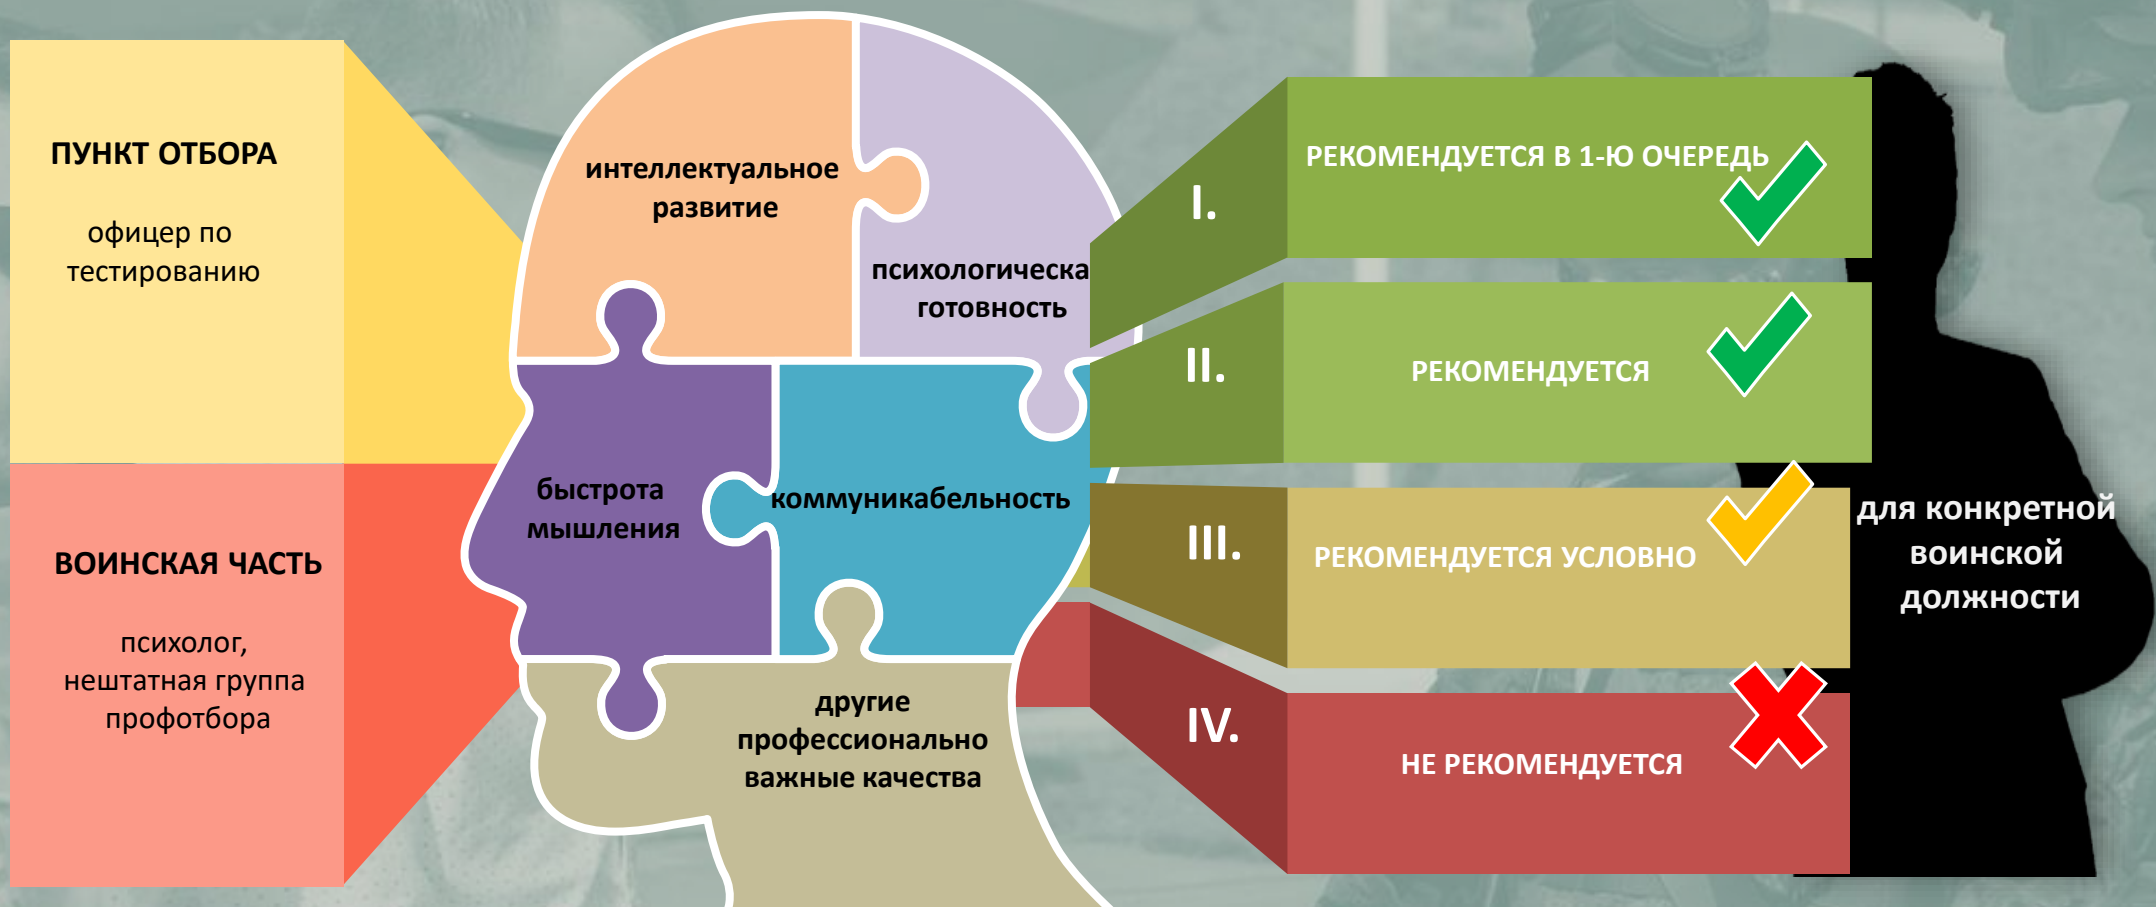 ПУНКТ ОТБОРА
офицер по
тестированию
ВОИНСКАЯ ЧАСТЬ
психолог,
нештатная группа
профотбора
интеллектуальное
развитие
психологическа
готовность
быстрота
мышления
коммуникабельность
другие
профессионально
важные качества
I.
РЕКОМЕНДУЕТСЯ В 1-Ю ОЧЕРЕДЬ
II.
РЕКОМЕНДУЕТСЯ
III.
РЕКОМЕНДУЕТСЯ УСЛОВНО
IV.
НЕ РЕКОМЕНДУЕТСЯ
для конкретной
воинской
должности